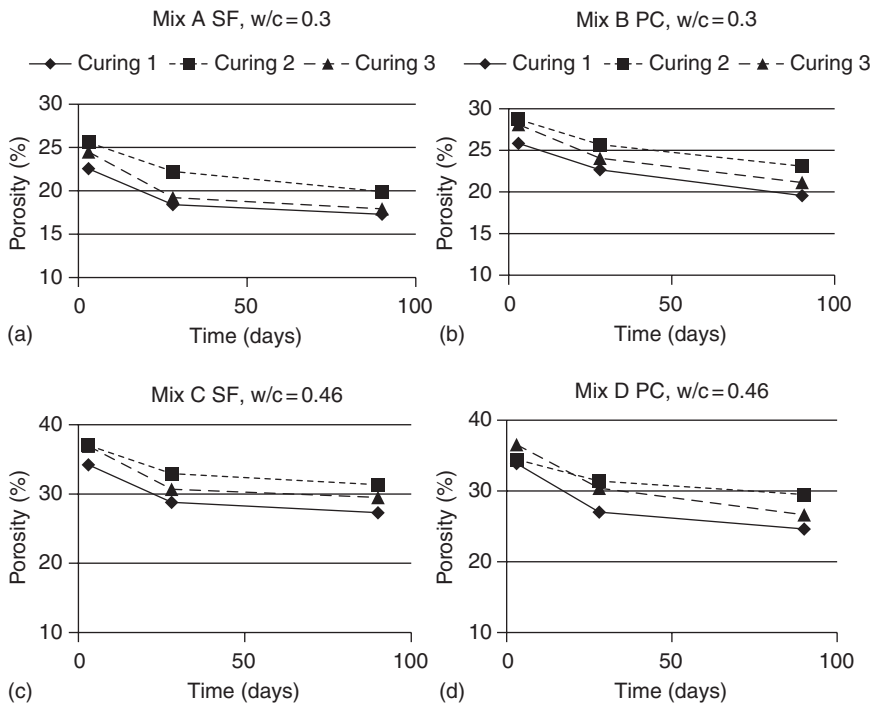 Mix A SF, w/c = 0.3
Curing 1 Curing 2 Curing 3
30
25
20
15
10
Porosity (%)
0 50 100
Time (days)
(a)
Mix B PC, w/c = 0.3
Curing 1 Curing 2 Curing 3
30
25
20
15
10
Porosity (%)
0 50 100
Time (days)
(b)
Mix C SF, w/c = 0.46
40
30
20
10
Porosity (%)
0 50 100
Time (days)
(c)
Mix D PC, w/c = 0.46
40
30
20
10
Porosity (%)
0 50 100
Time (days)
(d)